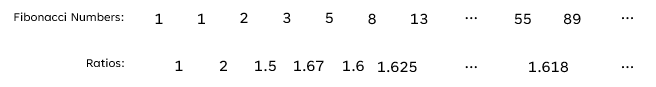 Fibonacci Numbers: 1 1 2 3 5 8 13 ... 55 89 ...
Ratios: 1 2 1.5 1.67 1.6 1.625 ... 1.618 ...